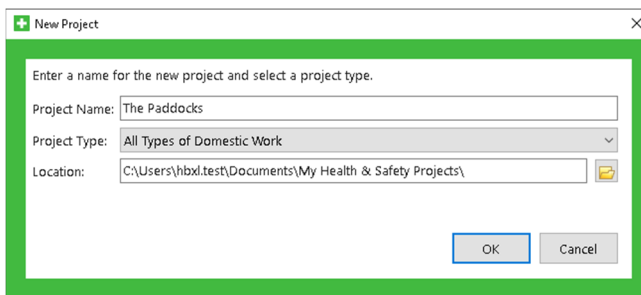 New Project
Enter a name for the new project and select a project type.
Project Name: The Paddocks
Project Type: All Types of Domestic Work
Location: C:\Users\hbxl.test\Documents\My Health & Safety Projects\
OK Cancel